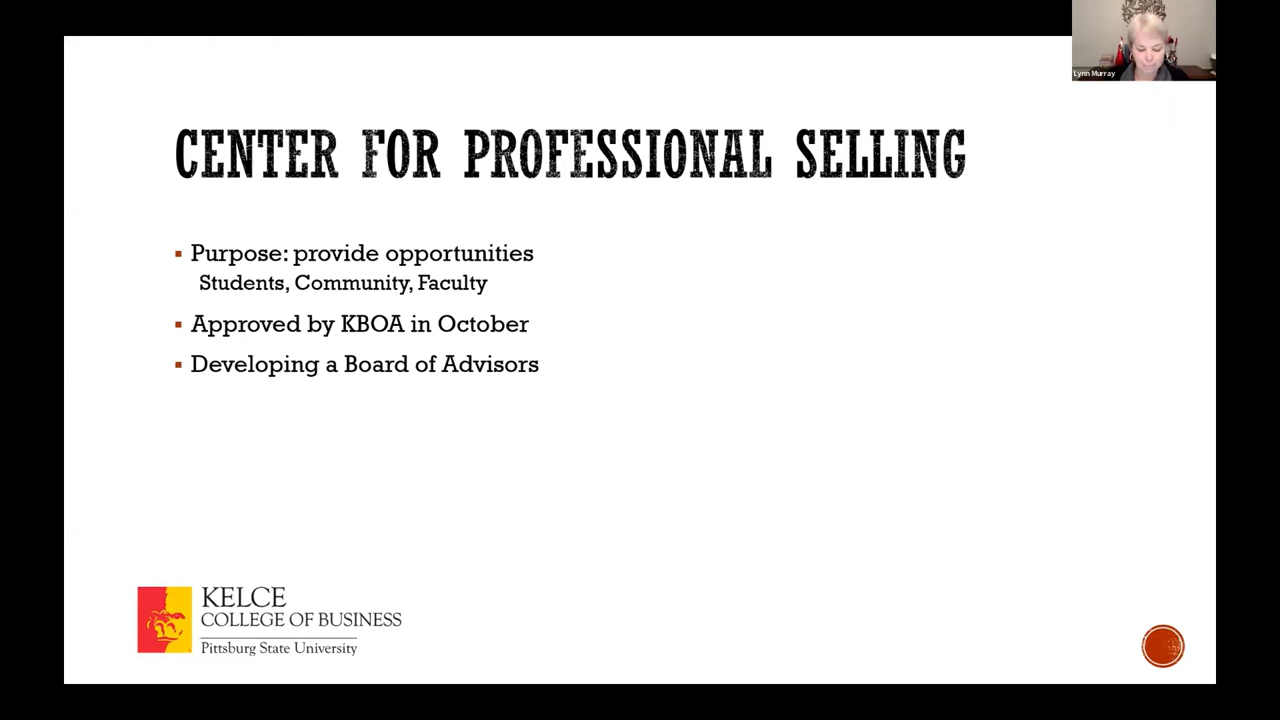 Lynn Murray
CENTER FOR PROFESSIONAL SELLING
Purpose: provide opportunities
Students, Community, Faculty
Approved by KBOA in October
Developing a Board of Advisors
KELCE
COLLEGE OF BUSINESS
Pittsburg State University